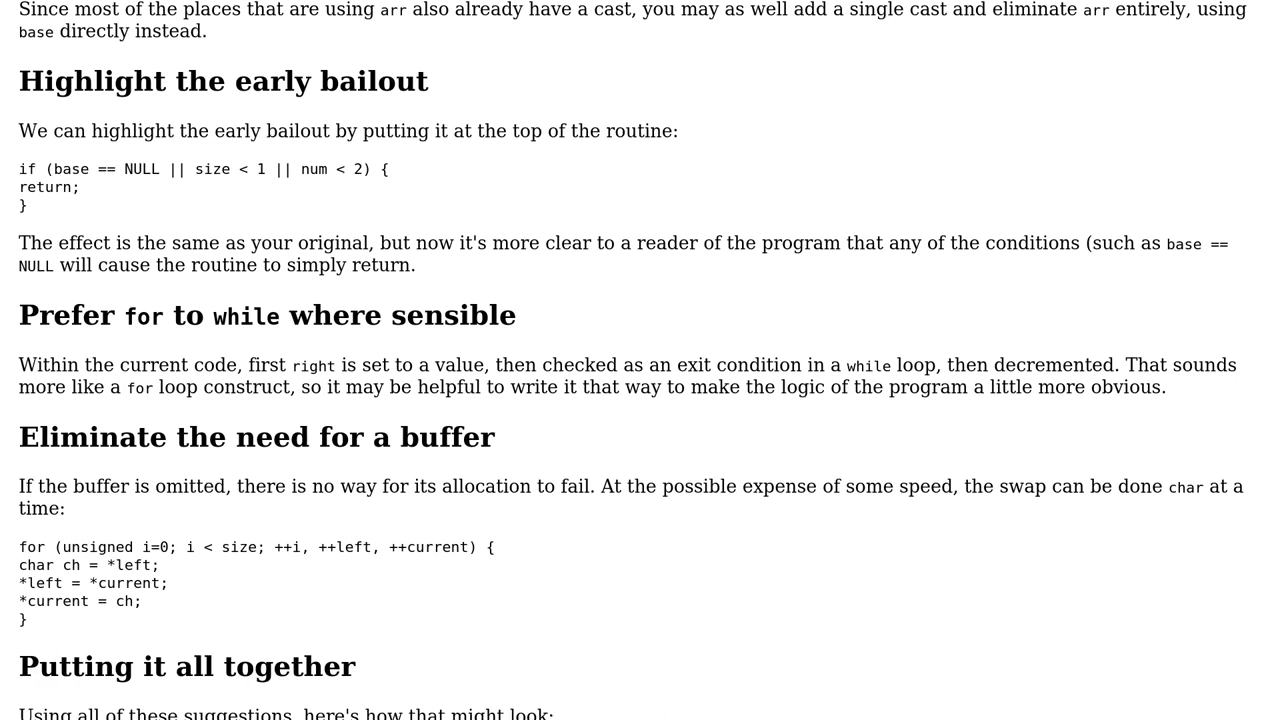 Since most of the places that are using arr also already have a cast, you may as well add a single cast and eliminate arr entirely, using
base directly instead.
Highlight the early bailout
We can highlight the early bailout by putting it at the top of the routine:
if (base == NULL || size < 1 || num < 2) {
return;
}
The effect is the same as your original, but now it's more clear to a reader of the program that any of the conditions (such as base ==
NULL will cause the routine to simply return.
Prefer for to while where sensible
Within the current code, first right is set to a value, then checked as an exit condition in a while loop, then decremented. That sounds
more like a for loop construct, so it may be helpful to write it that way to make the logic of the program a little more obvious.
Eliminate the need for a buffer
If the buffer is omitted, there is no way for its allocation to fail. At the possible expense of some speed, the swap can be done char at a
time:
for (unsigned i=0; i < size; ++i, ++left, ++current) {
char ch = *left;
*left = *current;
*current = ch;
}
Putting it all together
Using all of these suggestions, here's how that might look: